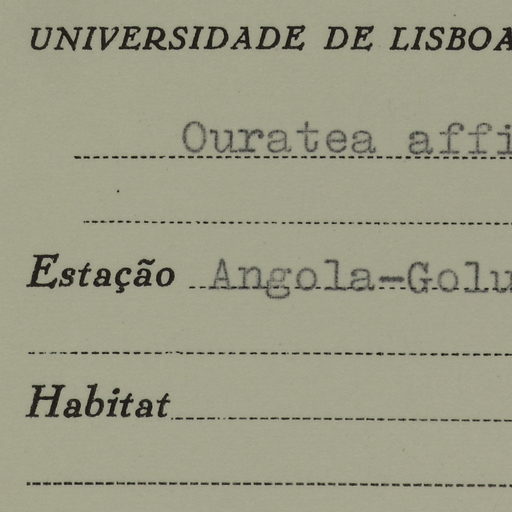 UNIVERSIDADE DE LISBOA
Ouratea affi
Estação Angola-Golu
Habitat